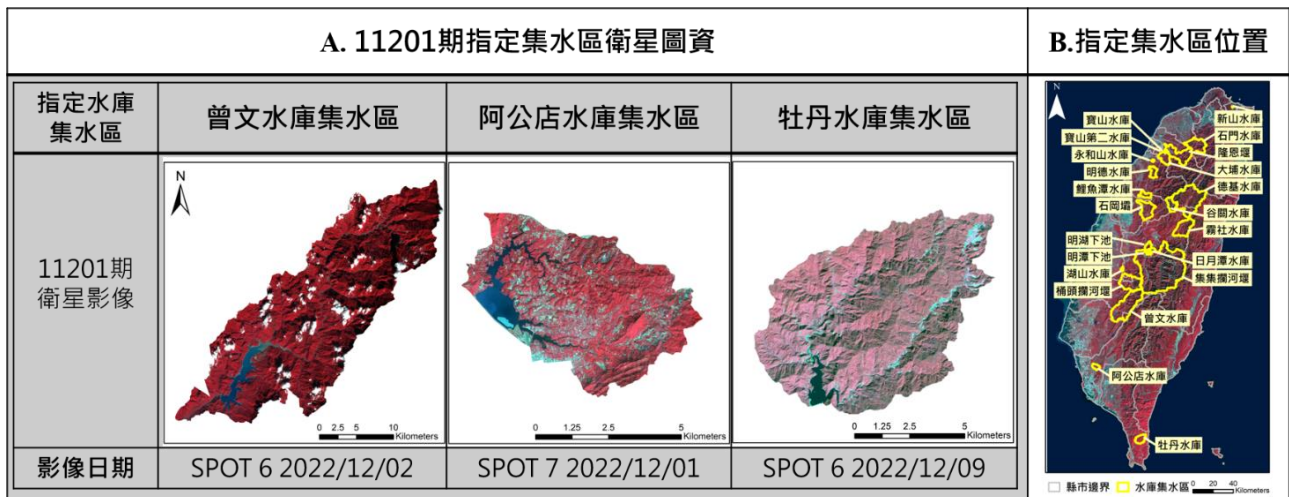 A. 11201期指定集水區衛星圖資
B.指定集水區位置
指定水庫
集水區
曾文水庫集水區
阿公店水庫集水區
牡丹水庫集水區
11201期
衛星影像
N
0 2.5 5 10
Kilometers
0 1.25 2.5 5
Kilometers
0 1.25 2.5 5
Kilometers
影像日期
SPOT 6 2022/12/02
SPOT 7 2022/12/01
SPOT 6 2022/12/09
N
寶山水庫
寶山第二水庫
永和山水庫
明德水庫
鯉魚潭水庫
石岡壩
明湖下池
明潭下池
湖山水庫
桶頭攔河堰
新山水庫
石門水庫
隆恩堰
大埔水庫
德基水庫
谷關水庫
霧社水庫
日月潭水庫
集集攔河堰
曾文水庫
阿公店水庫
牡丹水庫
縣市邊界
水庫集水區
0 20 40
Kilometers